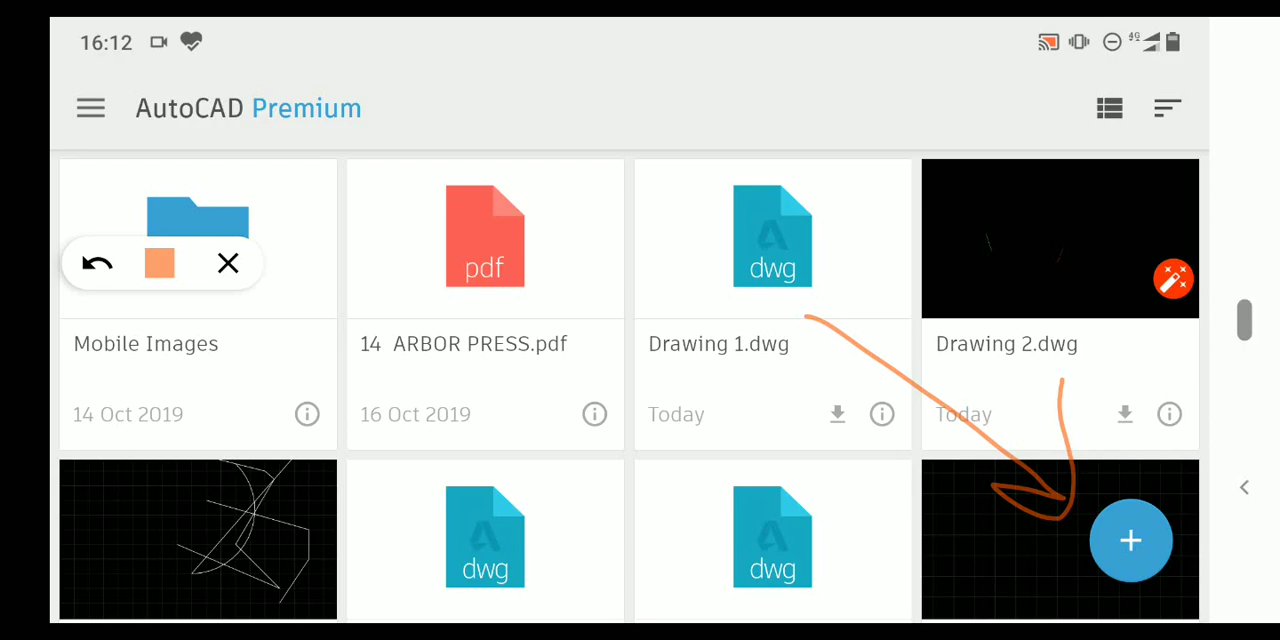 16:12
4G
AutoCAD Premium
pdf
dwg
Mobile Images
14 ARBOR PRESS.pdf
Drawing 1.dwg
Drawing 2.dwg
14 Oct 2019
16 Oct 2019
Today
Today
dwg
dwg